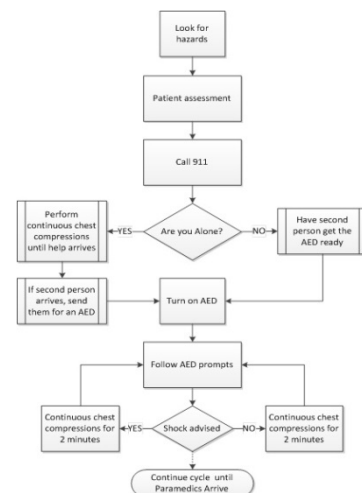 Look for
hazards
Patient assessment
Call 911
Perform
continuous chest
compressions
until help arrives
YES
Are you Alone?
NO
Have second
person get the
AED ready
If second person
arrives, send
them for an AED
Turn on AED
Follow AED prompts
Continuous chest
compressions for
2 minutes
YES
Shock advised
NO
Continuous chest
compressions for
2 minutes
Continue cycle until
Paramedics Arrive